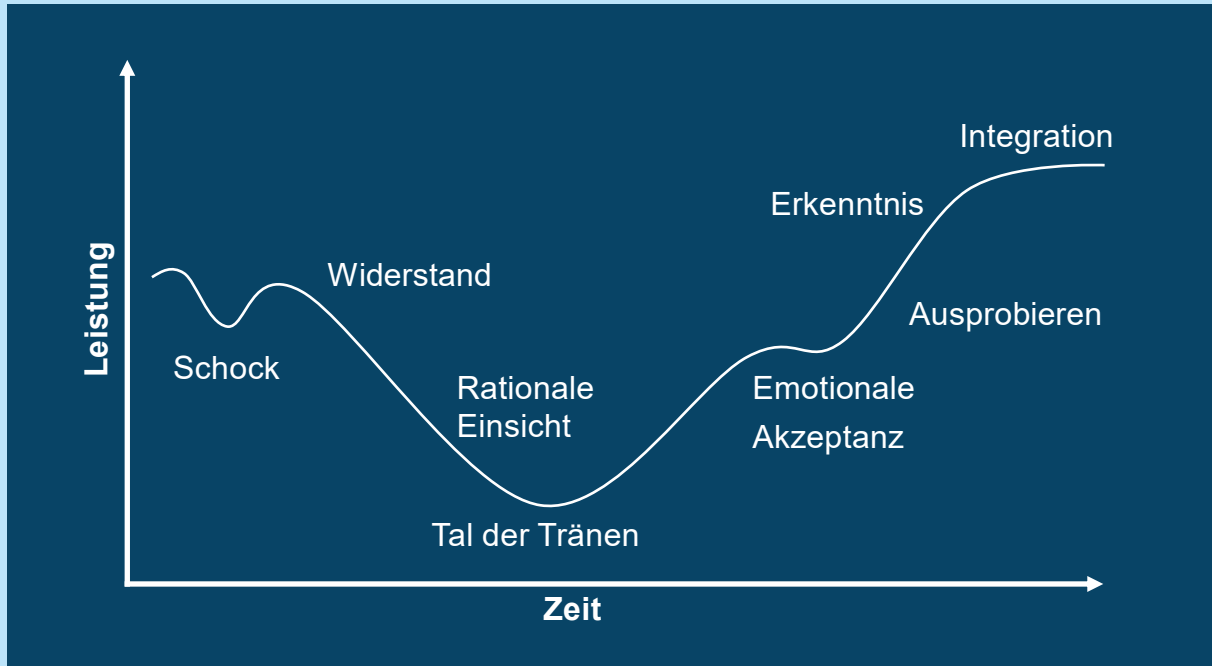 Integration
Erkenntnis
Widerstand
Ausprobieren
Schock
Rationale
Einsicht
Emotionale
Akzeptanz
Tal der Tränen
Leistung
Zeit